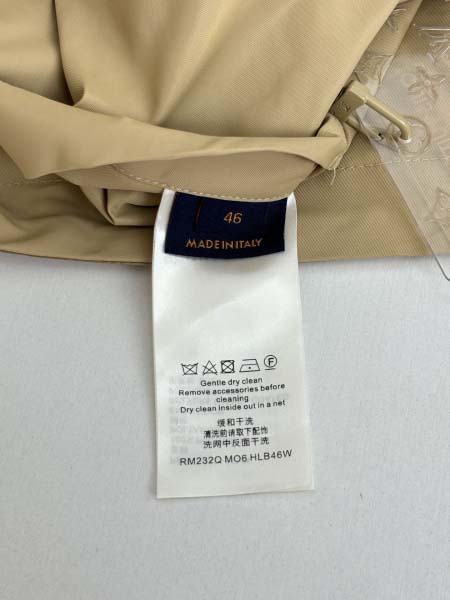 46
MADE IN ITALY
Gentle dry clean
Remove accessories before
cleaning
Dry clean inside out in a net
缓和干洗
清洗前请取下配饰
洗网中反面干洗
RM232Q MO6 HLB46W